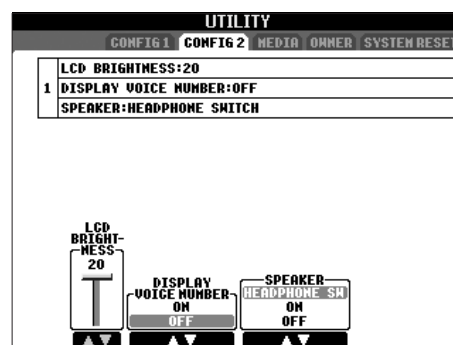 UTILITY
CONFIG 1 CONFIG 2 MEDIA OWNER SYSTEM RESET
LCD BRIGHTNESS:20
1 DISPLAY VOICE NUMBER:OFF
SPEAKER:HEADPHONE SWITCH
LCD
BRIGHT-
NESS
20
DISPLAY
VOICE NUMBER
ON
OFF
SPEAKER
HEADPHONE SW
ON
OFF